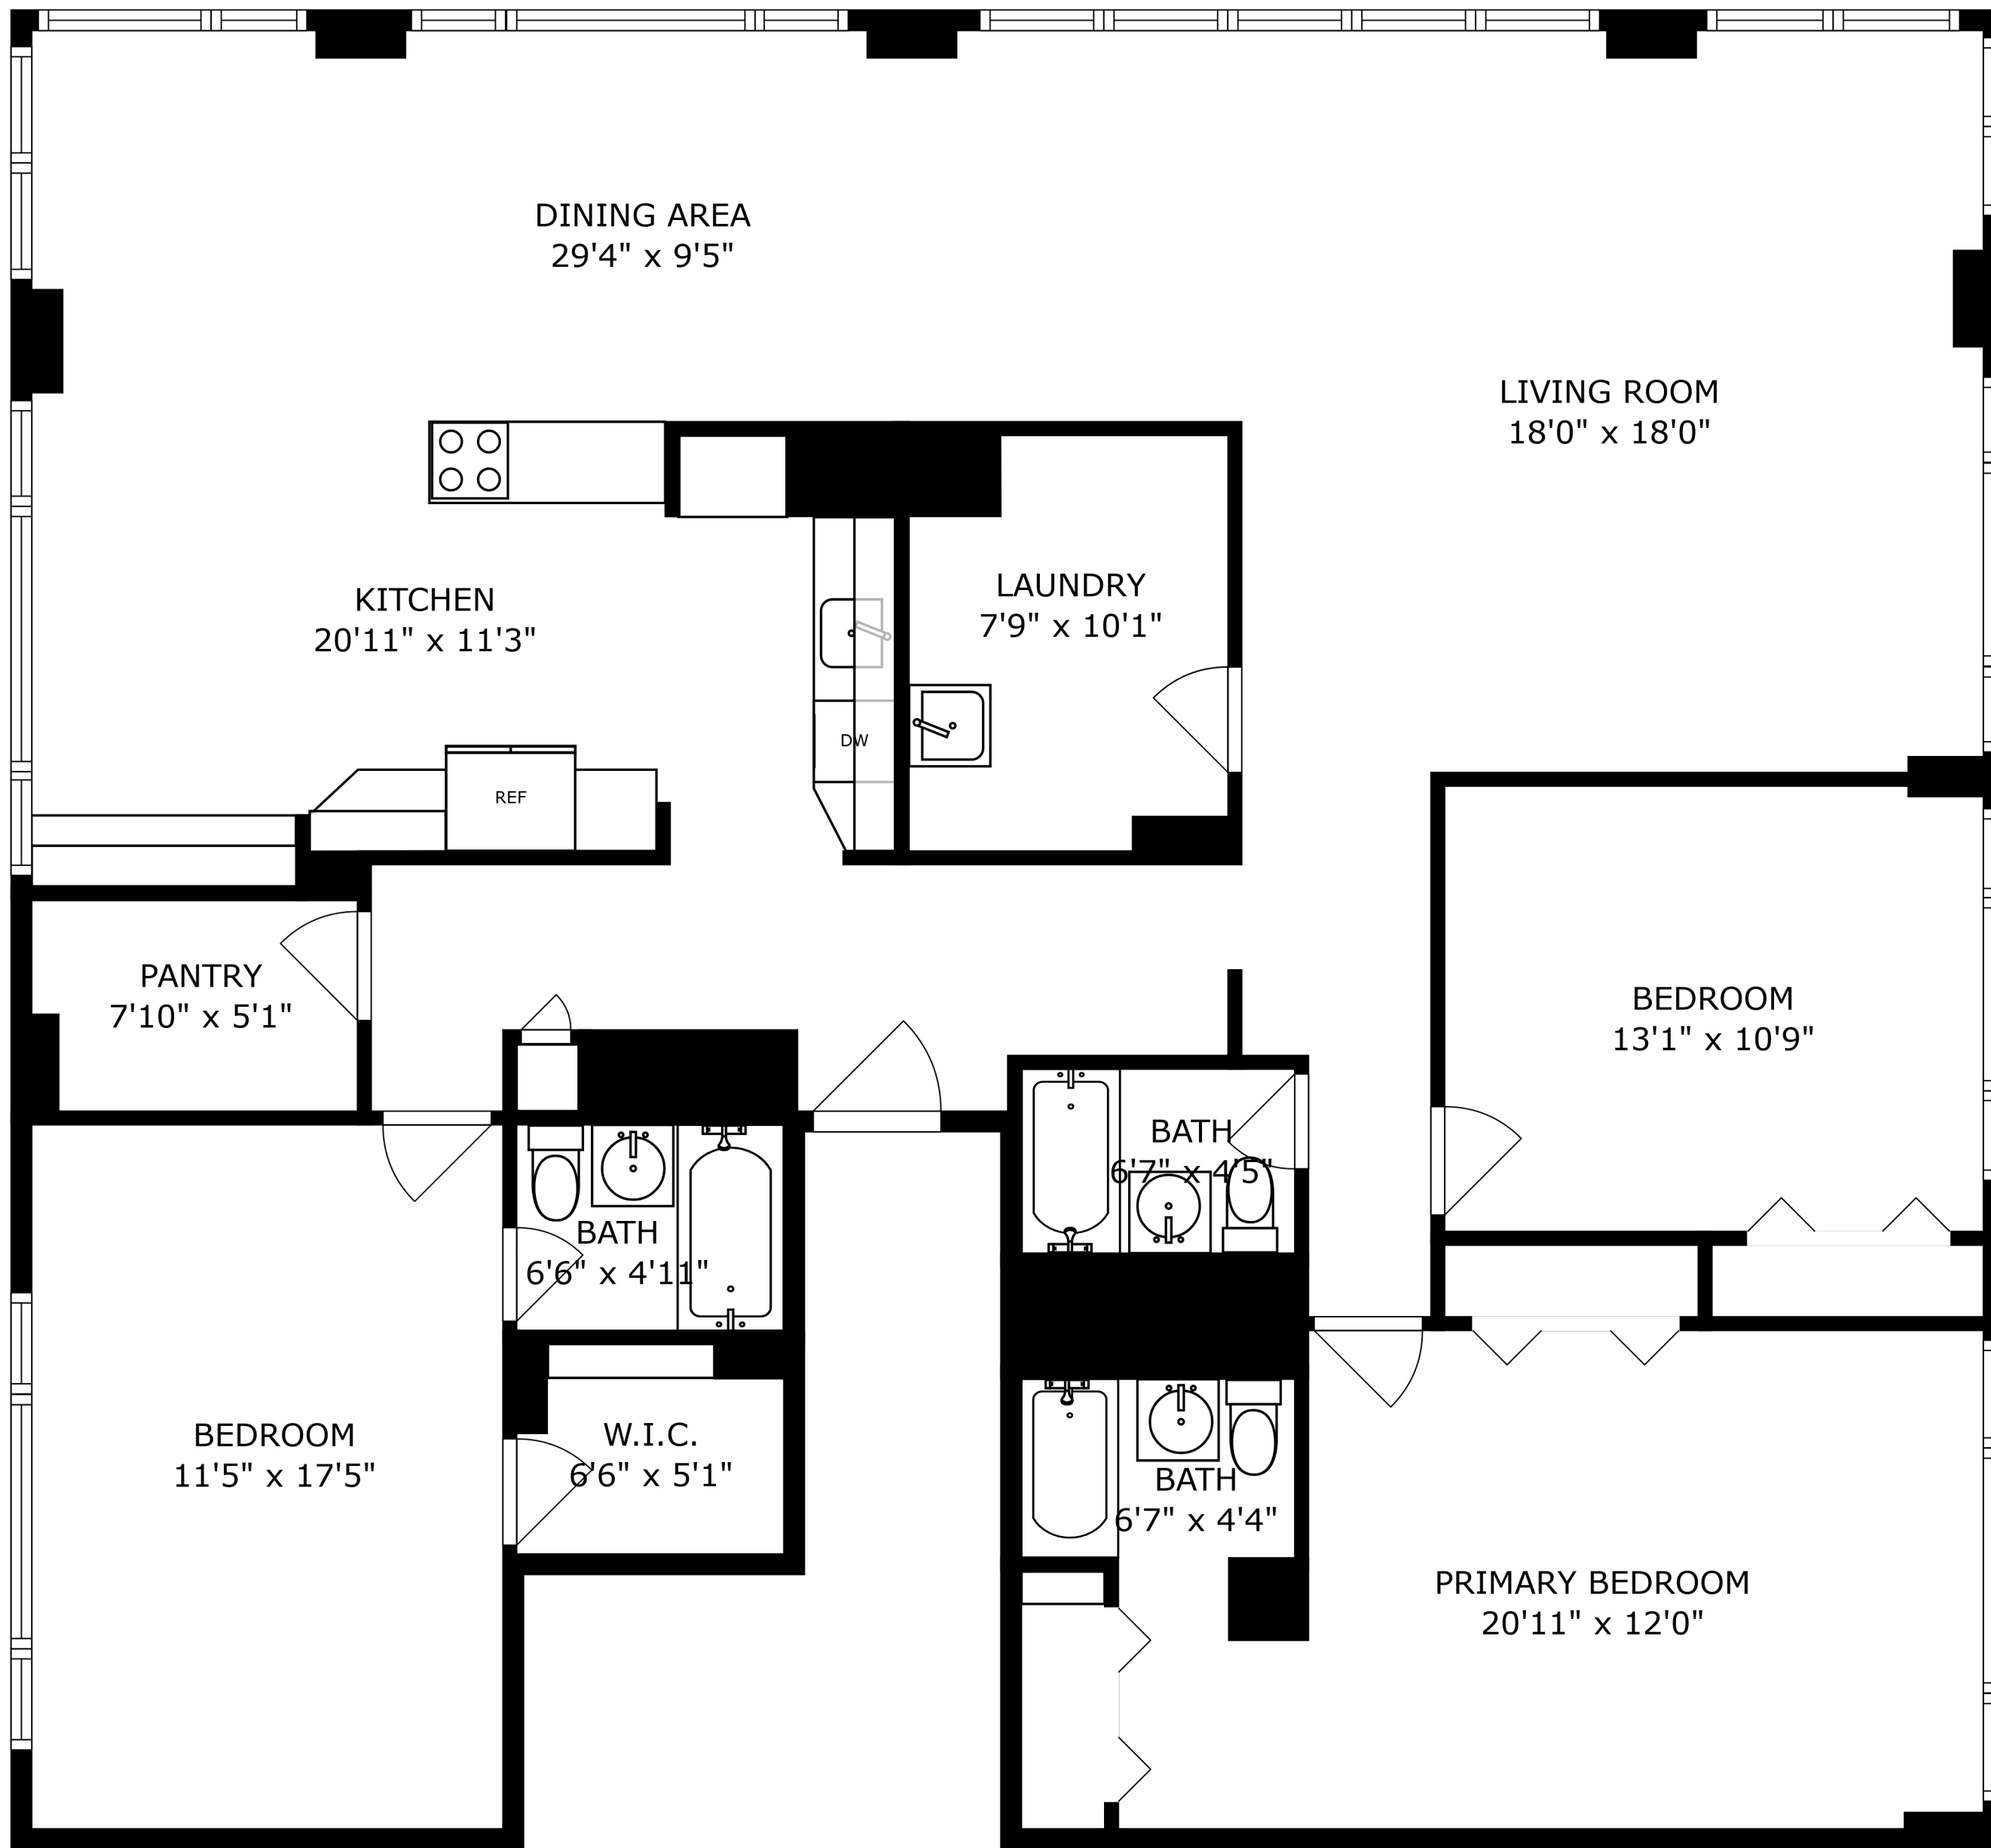 DINING AREA
29'4" x 9'5"
LIVING ROOM
18'0" x 18'0"
KITCHEN
20'11" x 11'3"
LAUNDRY
7'9" x 10'1"
DW
REF
PANTRY
7'10" x 5'1"
BEDROOM
13'1" x 10'9"
BATH
6'7" x 4'5"
BATH
6'6" x 4'11"
BEDROOM
11'5" x 17'5"
W.I.C.
6'6" x 5'1"
BATH
6'7" x 4'4"
PRIMARY BEDROOM
20'11" x 12'0"